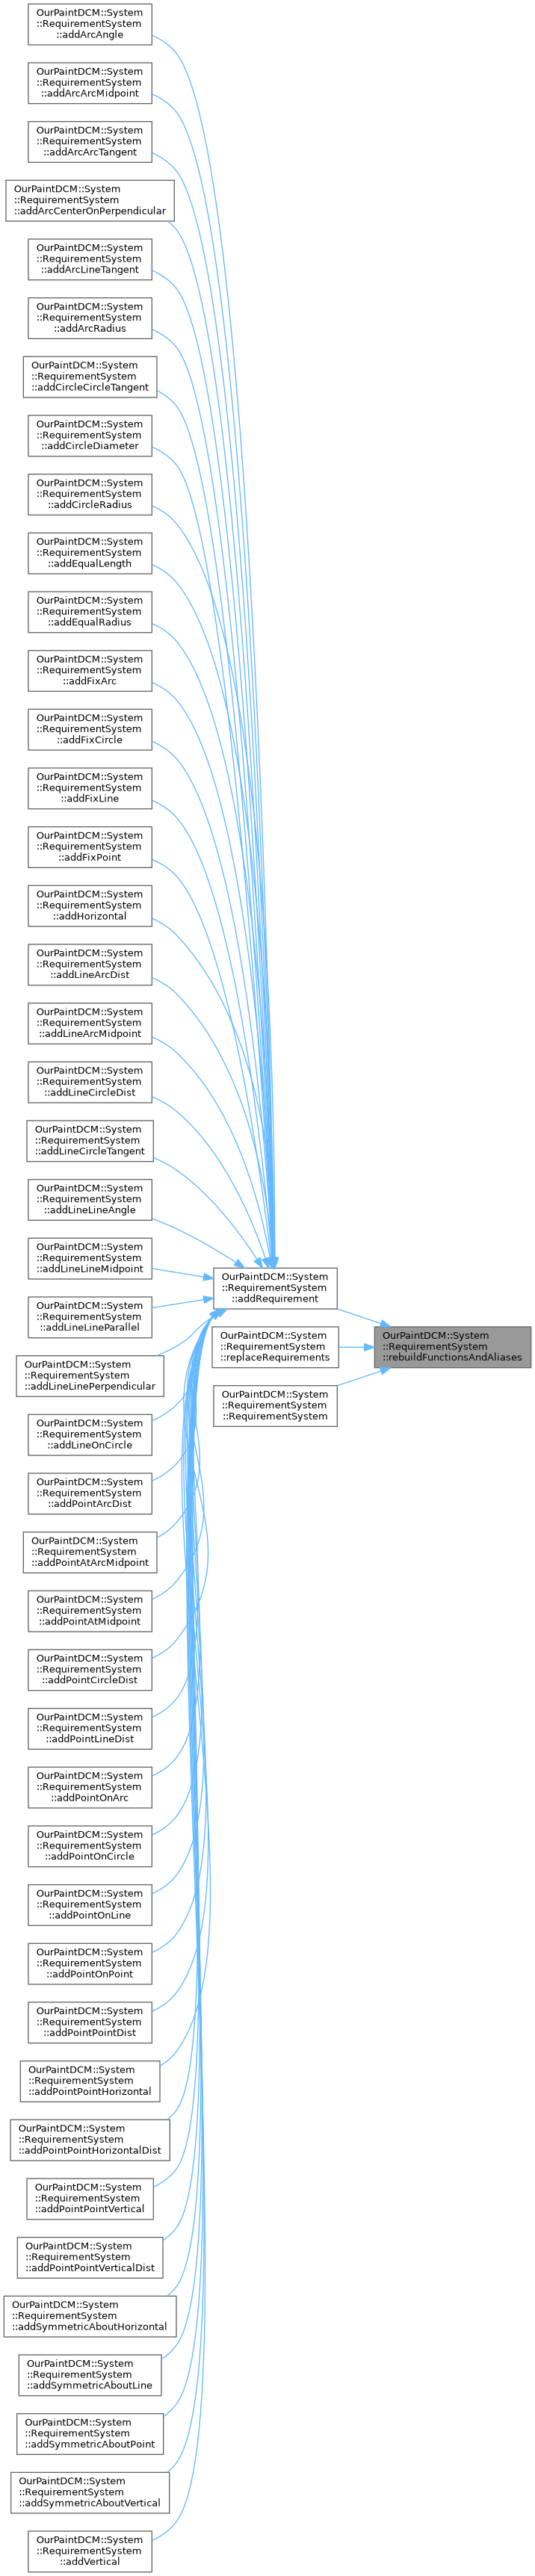 OurPaintDCM::System
::RequirementSystem
::addArcAngle
OurPaintDCM::System
::RequirementSystem
::addArcArcMidpoint
OurPaintDCM::System
::RequirementSystem
::addArcArcTangent
OurPaintDCM::System
::RequirementSystem
::addArcCenterOnPerpendicular
OurPaintDCM::System
::RequirementSystem
::addArcLineTangent
OurPaintDCM::System
::RequirementSystem
::addArcRadius
OurPaintDCM::System
::RequirementSystem
::addCircleCircleTangent
OurPaintDCM::System
::RequirementSystem
::addCircleDiameter
OurPaintDCM::System
::RequirementSystem
::addCircleRadius
OurPaintDCM::System
::RequirementSystem
::addEqualLength
OurPaintDCM::System
::RequirementSystem
::addEqualRadius
OurPaintDCM::System
::RequirementSystem
::addFixArc
OurPaintDCM::System
::RequirementSystem
::addFixCircle
OurPaintDCM::System
::RequirementSystem
::addFixLine
OurPaintDCM::System
::RequirementSystem
::addFixPoint
OurPaintDCM::System
::RequirementSystem
::addHorizontal
OurPaintDCM::System
::RequirementSystem
::addLineArcDist
OurPaintDCM::System
::RequirementSystem
::addLineArcMidpoint
OurPaintDCM::System
::RequirementSystem
::addLineCircleDist
OurPaintDCM::System
::RequirementSystem
::addLineCircleTangent
OurPaintDCM::System
::RequirementSystem
::addLineLineAngle
OurPaintDCM::System
::RequirementSystem
::addLineLineMidpoint
OurPaintDCM::System
::RequirementSystem
::addLineLineParallel
OurPaintDCM::System
::RequirementSystem
::addLineLinePerpendicular
OurPaintDCM::System
::RequirementSystem
::addLineOnCircle
OurPaintDCM::System
::RequirementSystem
::addPointArcDist
OurPaintDCM::System
::RequirementSystem
::addPointAtArcMidpoint
OurPaintDCM::System
::RequirementSystem
::addPointAtMidpoint
OurPaintDCM::System
::RequirementSystem
::addPointCircleDist
OurPaintDCM::System
::RequirementSystem
::addPointLineDist
OurPaintDCM::System
::RequirementSystem
::addPointOnArc
OurPaintDCM::System
::RequirementSystem
::addPointOnCircle
OurPaintDCM::System
::RequirementSystem
::addPointOnLine
OurPaintDCM::System
::RequirementSystem
::addPointOnPoint
OurPaintDCM::System
::RequirementSystem
::addPointPointDist
OurPaintDCM::System
::RequirementSystem
::addPointPointHorizontal
OurPaintDCM::System
::RequirementSystem
::addPointPointHorizontalDist
OurPaintDCM::System
::RequirementSystem
::addPointPointVertical
OurPaintDCM::System
::RequirementSystem
::addPointPointVerticalDist
OurPaintDCM::System
::RequirementSystem
::addSymmetricAboutHorizontal
OurPaintDCM::System
::RequirementSystem
::addSymmetricAboutLine
OurPaintDCM::System
::RequirementSystem
::addSymmetricAboutPoint
OurPaintDCM::System
::RequirementSystem
::addSymmetricAboutVertical
OurPaintDCM::System
::RequirementSystem
::addVertical
OurPaintDCM::System
::RequirementSystem
::addRequirement
OurPaintDCM::System
::RequirementSystem
::replaceRequirements
OurPaintDCM::System
::RequirementSystem
::RequirementSystem
OurPaintDCM::System
::RequirementSystem
::rebuildFunctionsAndAliases